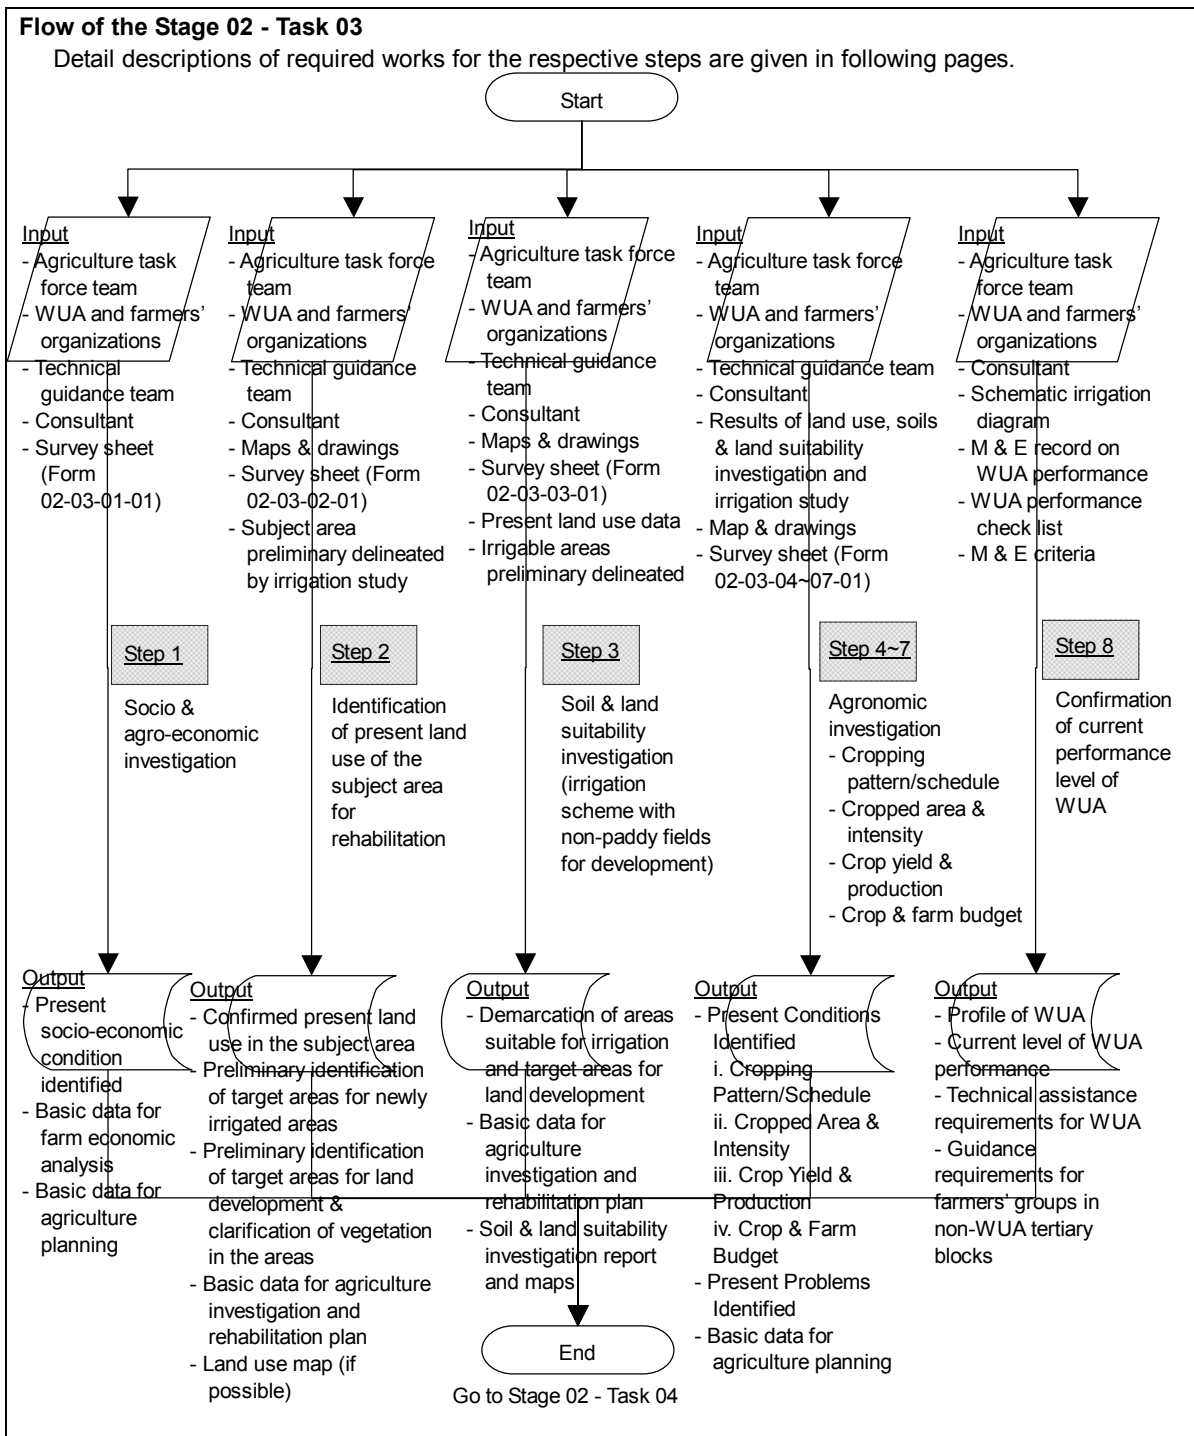 Flow of the Stage 02 - Task 03
Detail descriptions of required works for the respective steps are given in following pages.
Start
Input
- Agriculture task
force team
- WUA and farmers'
organizations
- Technical
guidance team
- Consultant
- Survey sheet
(Form
02-03-01-01)
Input
- Agriculture task force
team
- WUA and farmers'
organizations
- Technical guidance
team
- Consultant
- Maps & drawings
- Survey sheet (Form
02-03-02-01)
- Subject area
preliminary delineated
by irrigation study
Input
- Agriculture task force
team
- WUA and farmers'
organizations
- Technical guidance
team
- Consultant
- Maps & drawings
- Survey sheet (Form
02-03-03-01)
- Present land use data
- Irrigable areas
preliminary delineated
Input
- Agriculture task force
team
- WUA and farmers'
organizations
- Technical guidance team
- Consultant
- Results of land use, soils
& land suitability
investigation and
irrigation study
- Map & drawings
- Survey sheet (Form
02-03-04~07-01)
Input
- Agriculture task
force team
- WUA and farmers'
organizations
- Consultant
- Schematic irrigation
diagram
- M & E record on
WUA performance
- WUA performance
check list
- M & E criteria
Step 1
Socio &
agro-economic
investigation
Step 2
Identification
of present land
use of the
subject area
for
rehabilitation
Step 3
Soil & land
suitability
investigation
(irrigation
scheme with
non-paddy fields
for development)
Step 4~7
Agronomic
investigation
- Cropping
pattern/schedule
- Cropped area &
intensity
- Crop yield &
production
- Crop & farm budget
Step 8
Confirmation
of current
performance
level of
WUA
Output
- Present
socio-economic
condition
identified
- Basic data for
farm economic
analysis
- Basic data for
agriculture
planning
Output
- Confirmed present land
use in the subject area
- Preliminary identification
of target areas for newly
irrigated areas
- Preliminary identification
of target areas for land
development &
clarification of vegetation
in the areas
- Basic data for agriculture
investigation and
rehabilitation plan
- Land use map (if
possible)
Output
- Demarcation of areas
suitable for irrigation
and target areas for
land development
- Basic data for
agriculture
investigation and
rehabilitation plan
- Soil & land suitability
investigation report
and maps
Output
- Present Conditions
Identified
i. Cropping
Pattern/Schedule
ii. Cropped Area &
Intensity
iii. Crop Yield &
Production
iv. Crop & Farm
Budget
- Present Problems
Identified
- Basic data for
agriculture planning
Output
- Profile of WUA
- Current level of WUA
performance
- Technical assistance
requirements for WUA
- Guidance
requirements for
farmers' groups in
non-WUA tertiary
blocks
End
Go to Stage 02 - Task 04